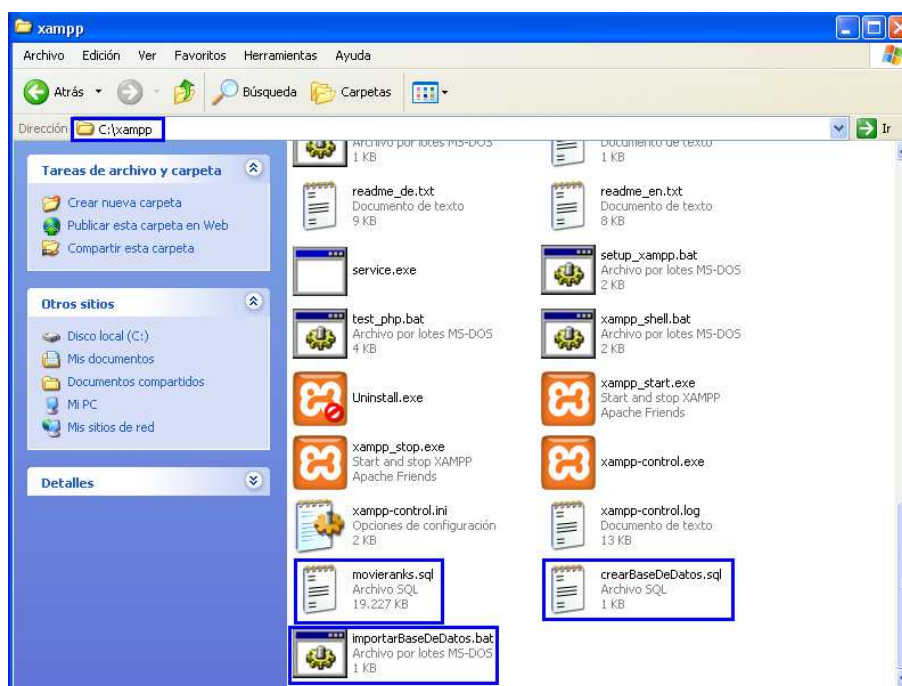 xampp
Archivo Edición Ver Favoritos Herramientas Ayuda
Atrás Búsqueda Carpetas
Dirección C:\xampp Ir
Tareas de archivo y carpeta
Crear nueva carpeta
Publicar esta carpeta en Web
Compartir esta carpeta
Otros sitios
Disco local (C:)
Mis documentos
Documentos compartidos
Mi PC
Mis sitios de red
Detalles
Archivo por lotes MS-DOS
1 KB
Documento de texto
1 KB
readme_de.txt
Documento de texto
9 KB
readme_en.txt
Documento de texto
8 KB
service.exe
setup_xampp.bat
Archivo por lotes MS-DOS
2 KB
test_php.bat
Archivo por lotes MS-DOS
4 KB
xampp_shell.bat
Archivo por lotes MS-DOS
2 KB
Uninstall.exe
xampp_start.exe
Start and stop XAMPP
Apache Friends
xampp_stop.exe
Start and stop XAMPP
Apache Friends
xampp-control.exe
xampp-control.ini
Opciones de configuración
2 KB
xampp-control.log
Documento de texto
13 KB
movieranks.sql
Archivo SQL
19.227 KB
crearBaseDeDatos.sql
Archivo SQL
1 KB
importarBaseDeDatos.bat
Archivo por lotes MS-DOS
1 KB